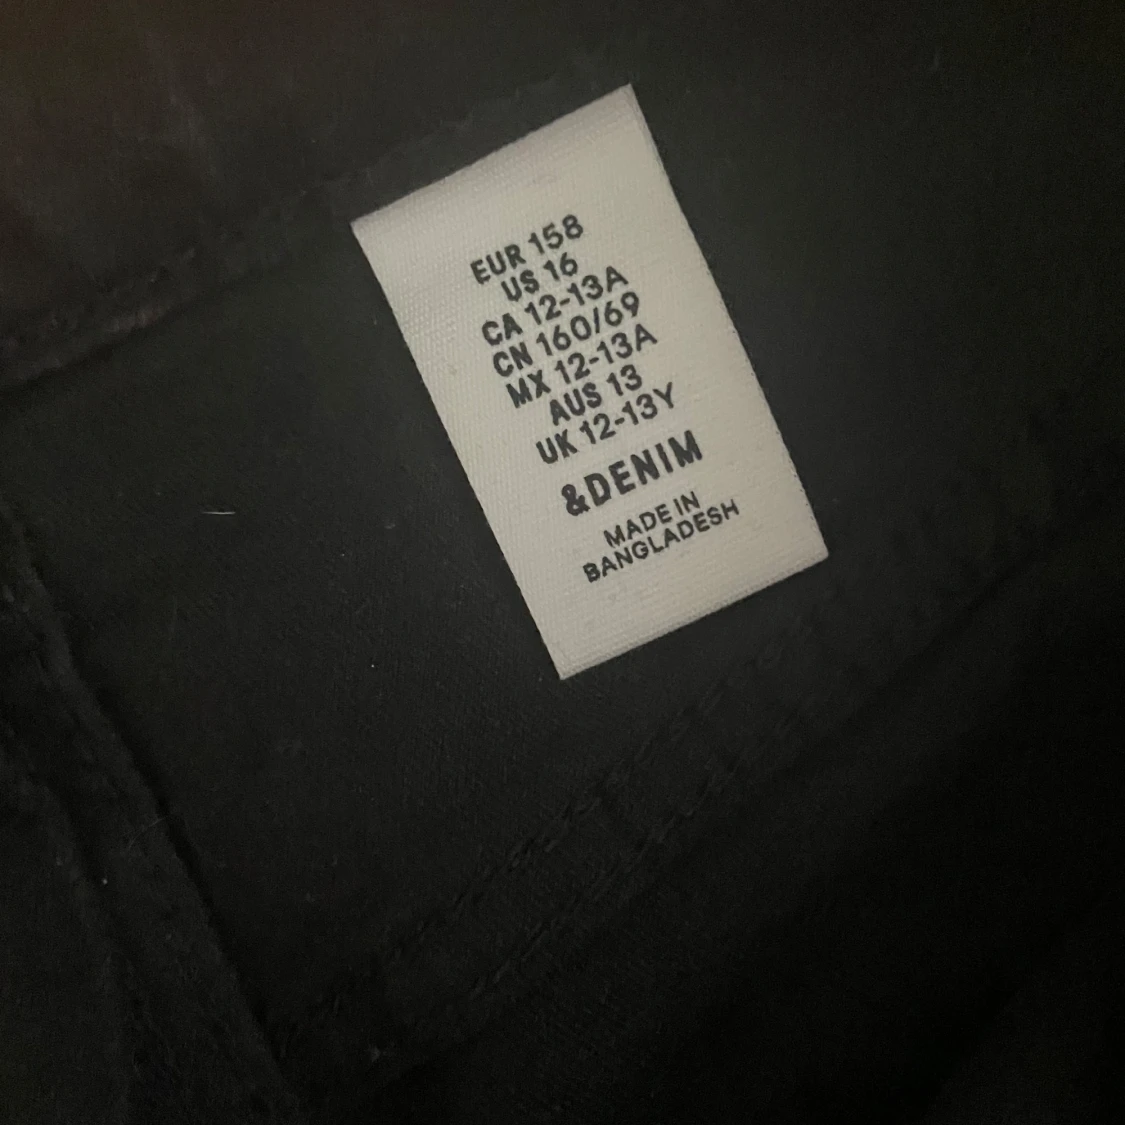 EUR 158
US 16
CA 12-13A
CN 160/69
MX 12-13A
AUS 13
UK 12-13Y
&DENIM
MADE IN
BANGLADESH